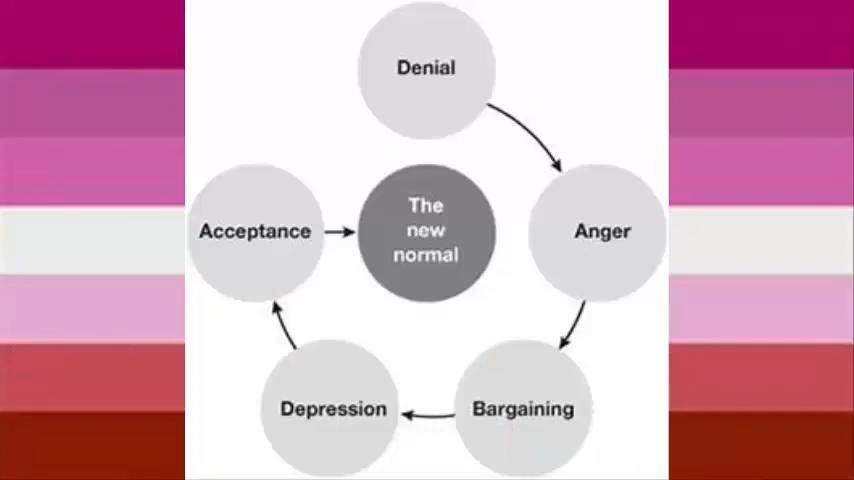 Denial
Anger
Bargaining
Depression
Acceptance
The
new
normal